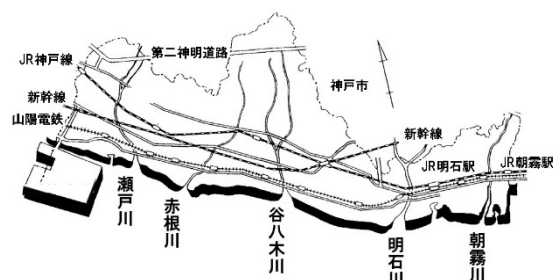 第二神明道路
JR神戸線
神戸市
新幹線
山陽電鉄
新幹線
JR明石駅
JR朝霧駅
瀬戸川
赤根川
谷八木川
明石川
朝霧川